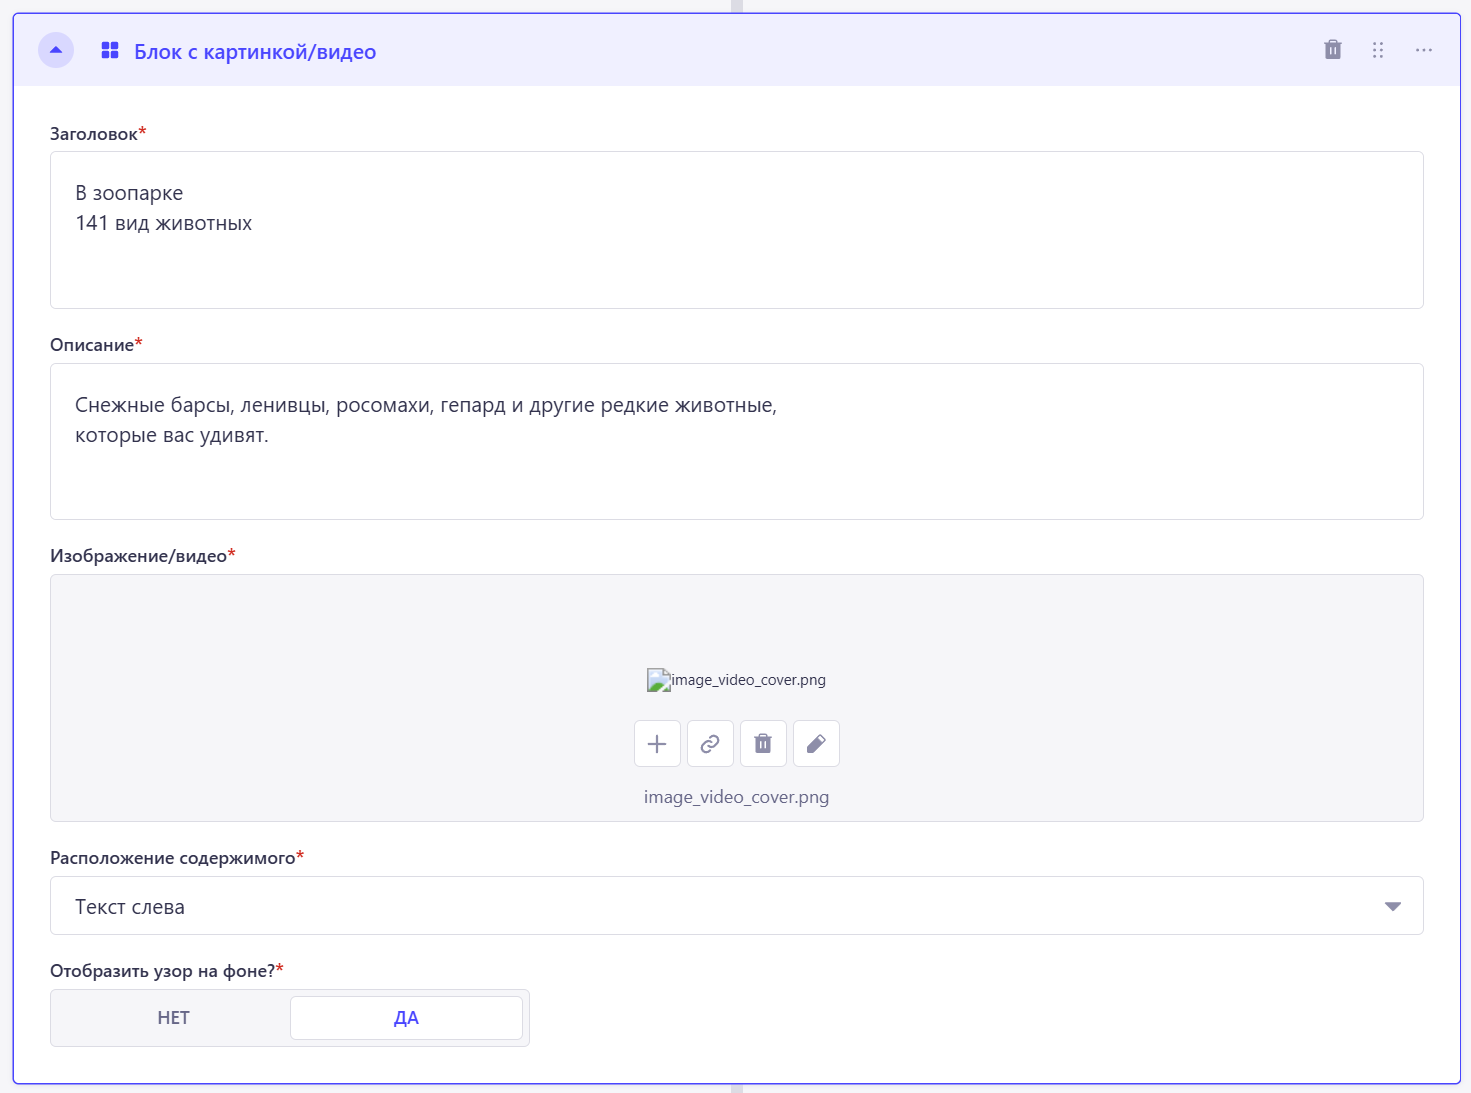 Блок с картинкой/видео
Заголовок*
В зоопарке
141 вид животных
Описание*
Снежные барсы, ленивцы, росомахи, гепард и другие редкие животные,
которые вас удивят.
Изображение/видео*
image_video_cover.png
image_video_cover.png
Расположение содержимого*
Текст слева
Отобразить узор на фоне?*
НЕТ ДА